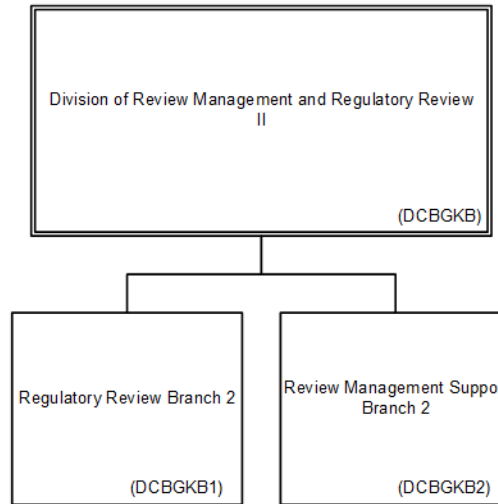 Division of Review Management and Regulatory Review
II
(DCBGKB)
Regulatory Review Branch 2
(DCBGKB1)
Review Management Suppo
Branch 2
(DCBGKB2)